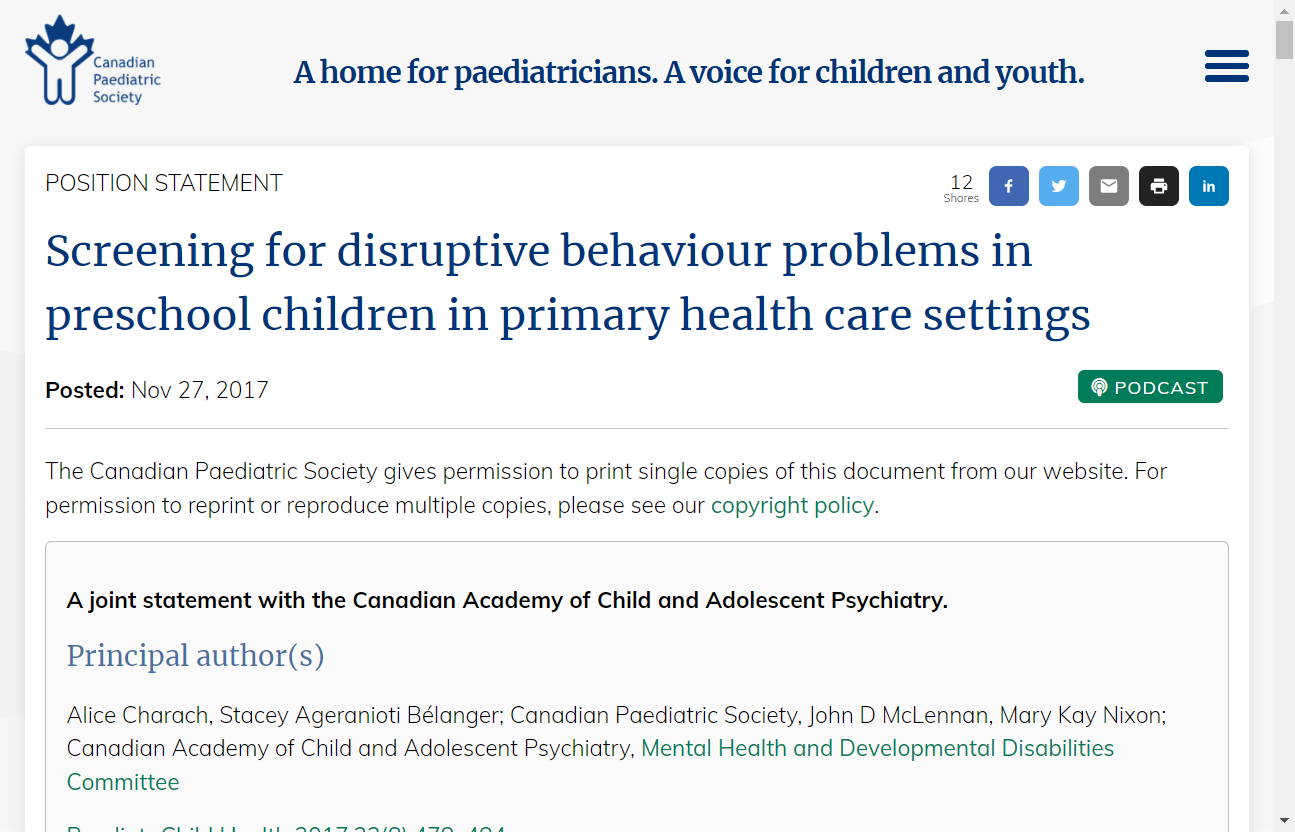 Canadian
Paediatric
Society
A home for paediatricians. A voice for children and youth.
POSITION STATEMENT
12
Shares
Screening for disruptive behaviour problems in
preschool children in primary health care settings
Posted: Nov 27, 2017
PODCAST
The Canadian Paediatric Society gives permission to print single copies of this document from our website. For
permission to reprint or reproduce multiple copies, please see our copyright policy.
A joint statement with the Canadian Academy of Child and Adolescent Psychiatry.
Principal author(s)
Alice Charach, Stacey Ageranioti Bélanger; Canadian Paediatric Society, John D McLennan, Mary Kay Nixon;
Canadian Academy of Child and Adolescent Psychiatry, Mental Health and Developmental Disabilities
Committee